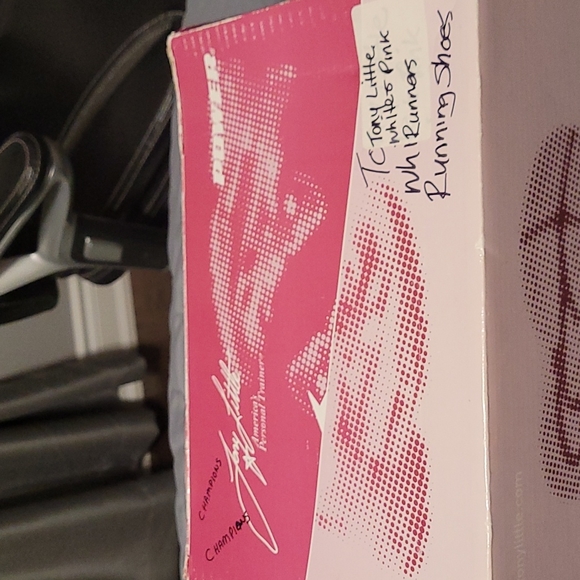 POWER
Tony Little
America's
Personal Trainer
CHAMPIONS
CHAMPIONS
TC Tony Little
White & Pink
Wh/Runners
Running Shoes
tonylittle.com